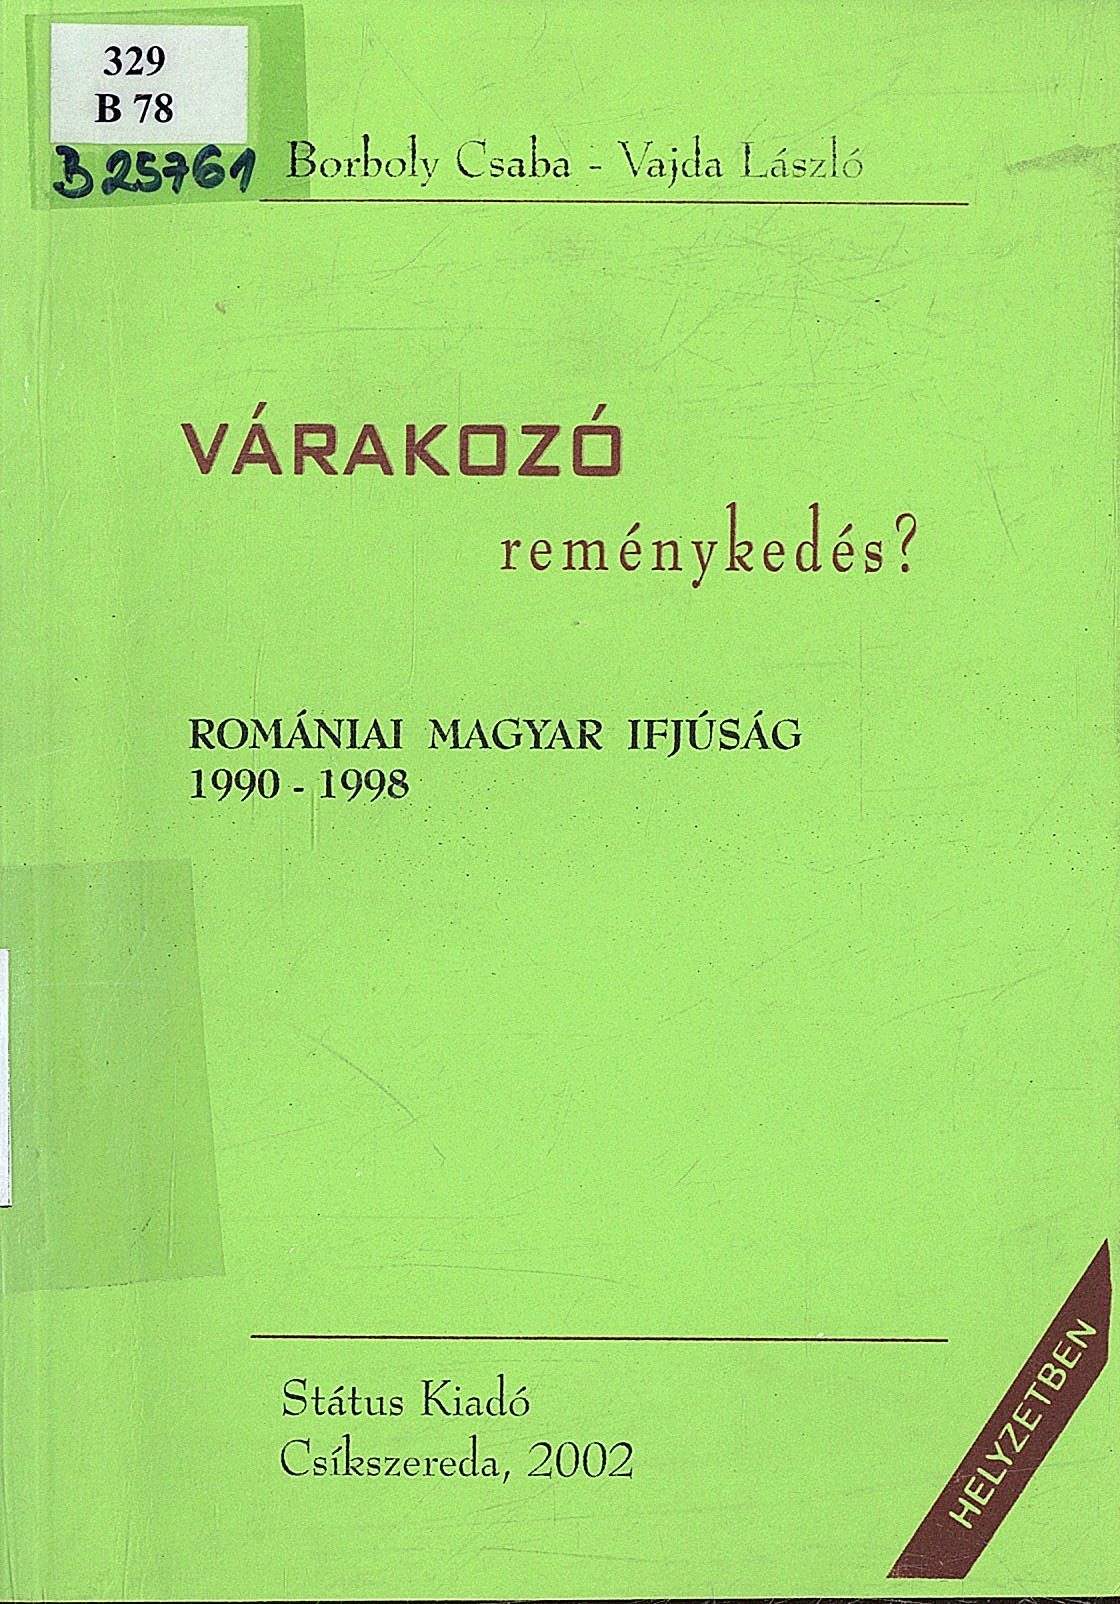 329
B 78
B 25761
Borboly Csaba - Vajda László
VÁRAKOZÓ
reménykedés?
ROMÁNIAI MAGYAR IFJÚSÁG
1990 - 1998
Státus Kiadó
Csíkszereda, 2002
HELYZETBEN